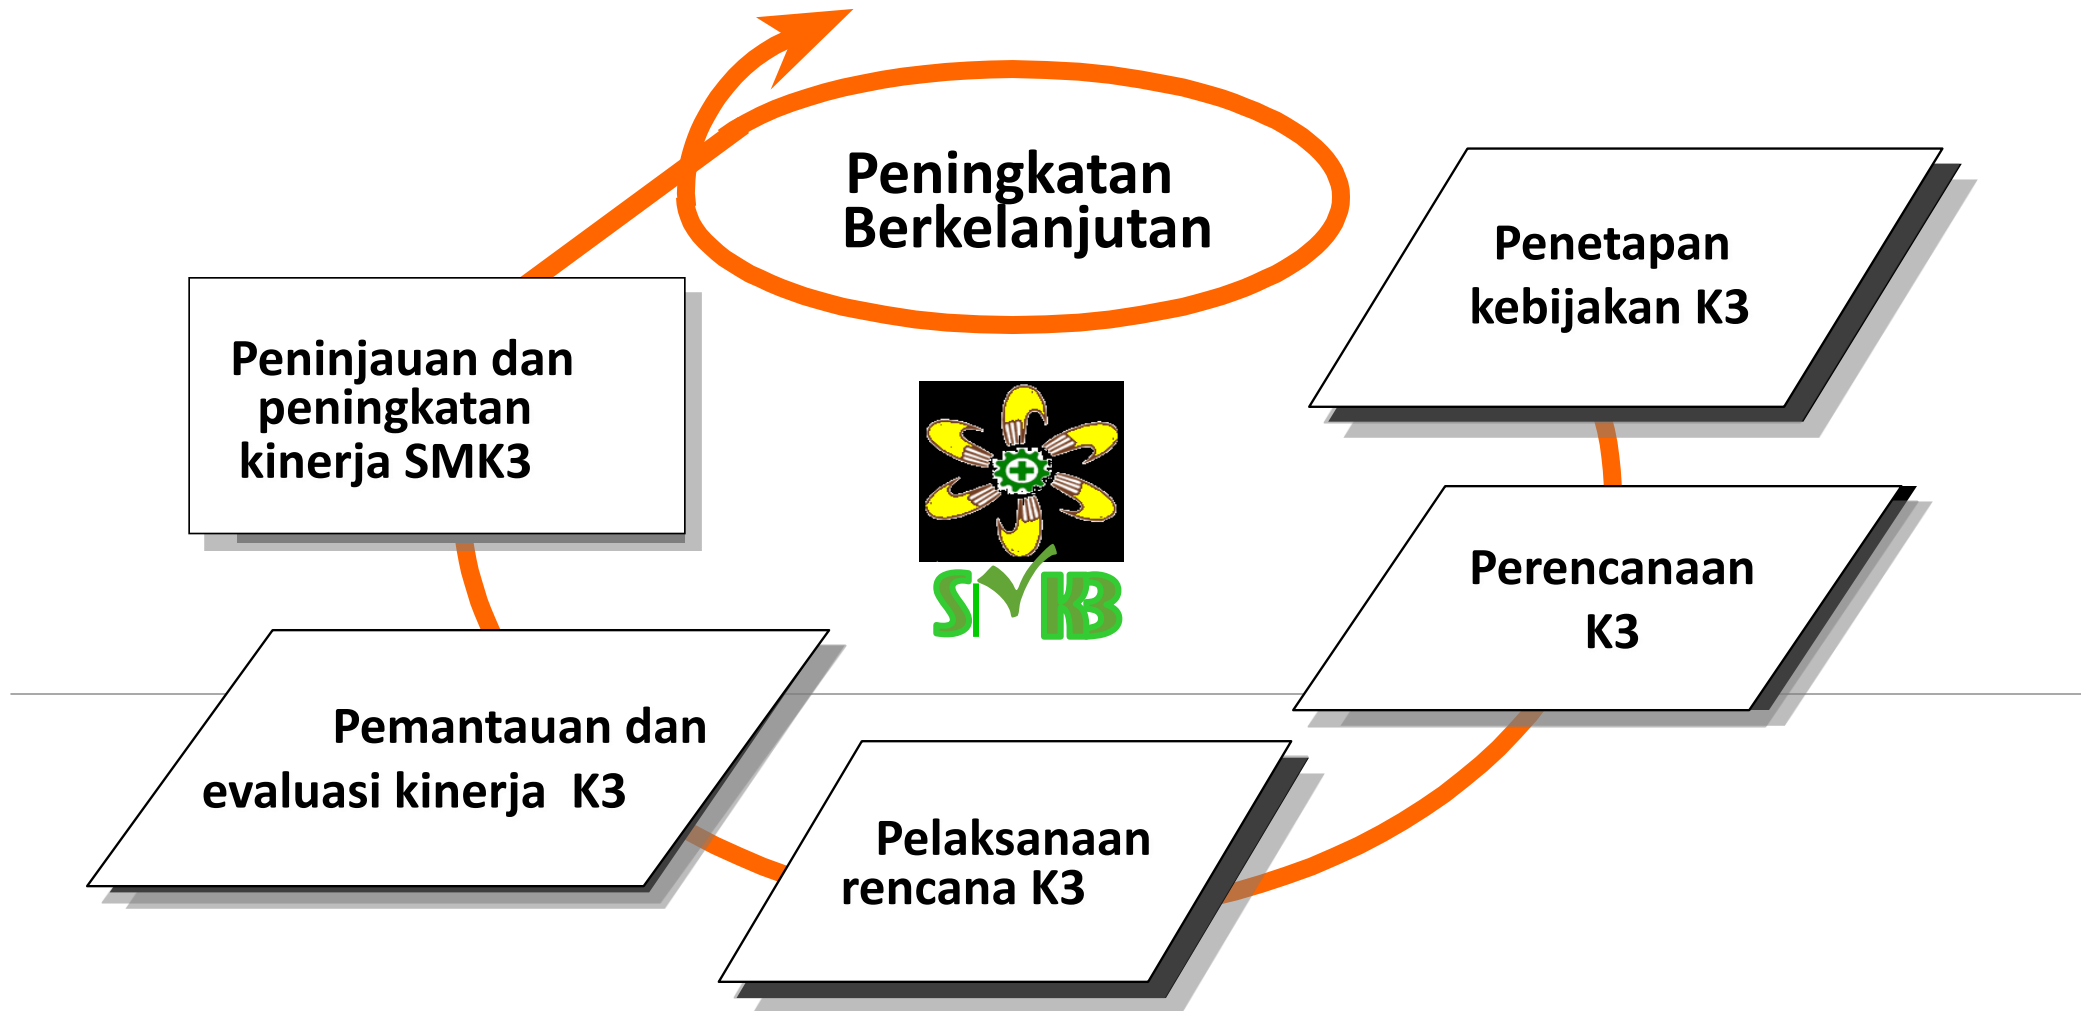 Peningkatan
Berkelanjutan
Penetapan
kebijakan K3
Perencanaan
K3
Pelaksanaan
rencana K3
Pemantauan dan
evaluasi kinerja  K3
Peninjauan dan
peningkatan
kinerja SMK3
SMK3